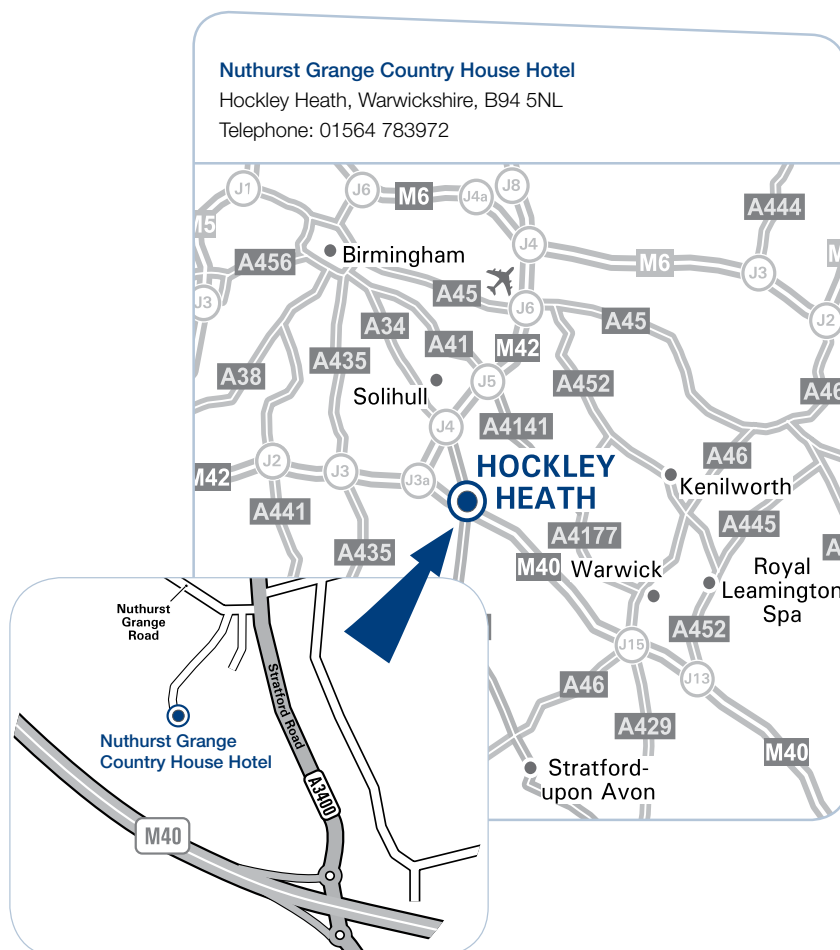 Nuthurst Grange Country House Hotel
Hockley Heath, Warwickshire, B94 5NL
Telephone: 01564 783972
J1
J6
M6
J4a
J8
A444
M5
A456
Birmingham
J4
M6
J3
J3
A45
J6
A45
J2
A34
A41
M42
A435
A38
Solihull
J5
A452
A46
J4
A4141
M42
J2
J3
J3a
HOCKLEY
HEATH
A46
Kenilworth
A441
A435
A4177
A445
M40
Warwick
Royal
Leamington
Spa
A452
J15
J13
A46
A429
M40
Stratford-
upon Avon
Nuthurst
Grange
Road
Stratford Road
Nuthurst Grange
Country House Hotel
A3400
M40